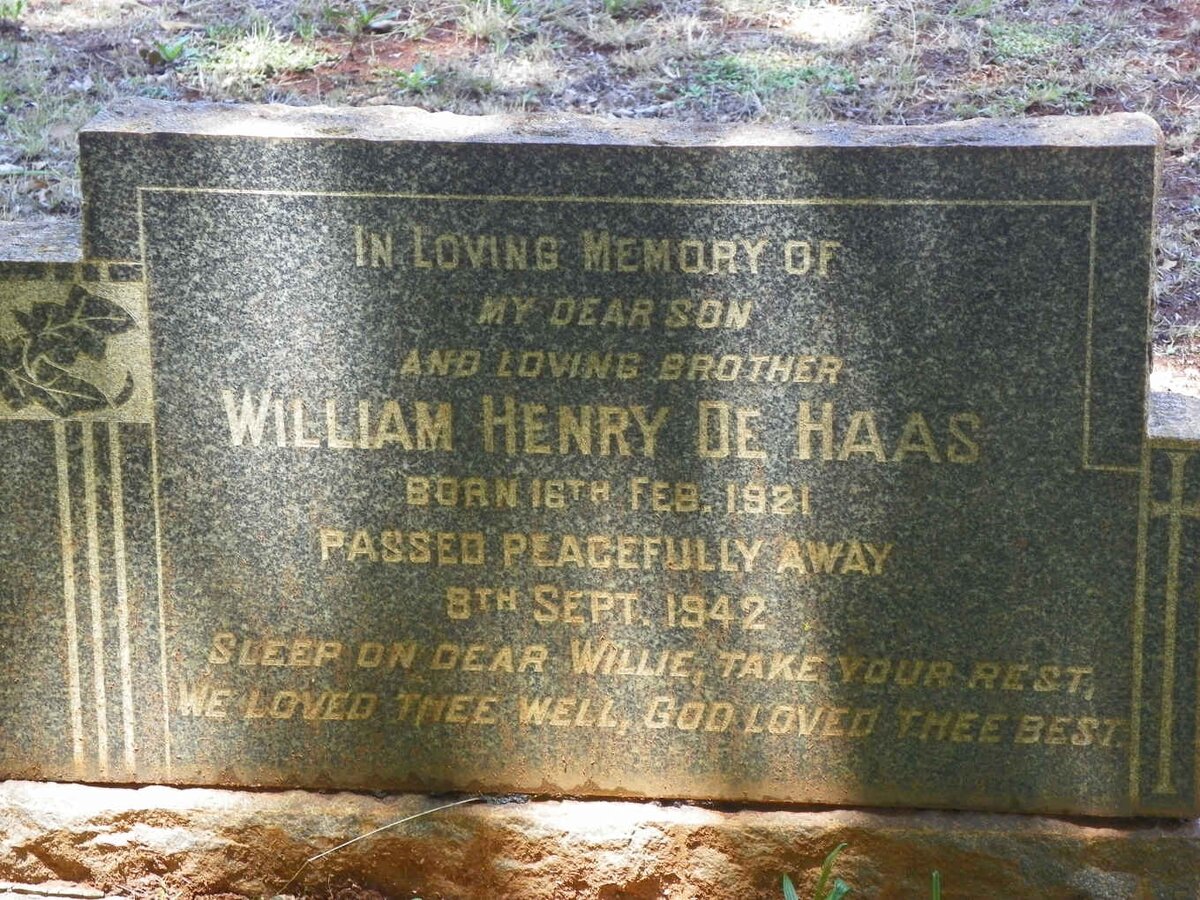 IN LOVING MEMORY OF
MY DEAR SON
AND LOVING BROTHER
WILLIAM HENRY DE HAAS
BORN 16TH FEB. 1921
PASSED PEACEFULLY AWAY
8TH SEPT. 1942
SLEEP ON DEAR WILLIE, TAKE YOUR REST,
WE LOVED THEE WELL, GOD LOVED THEE BEST.